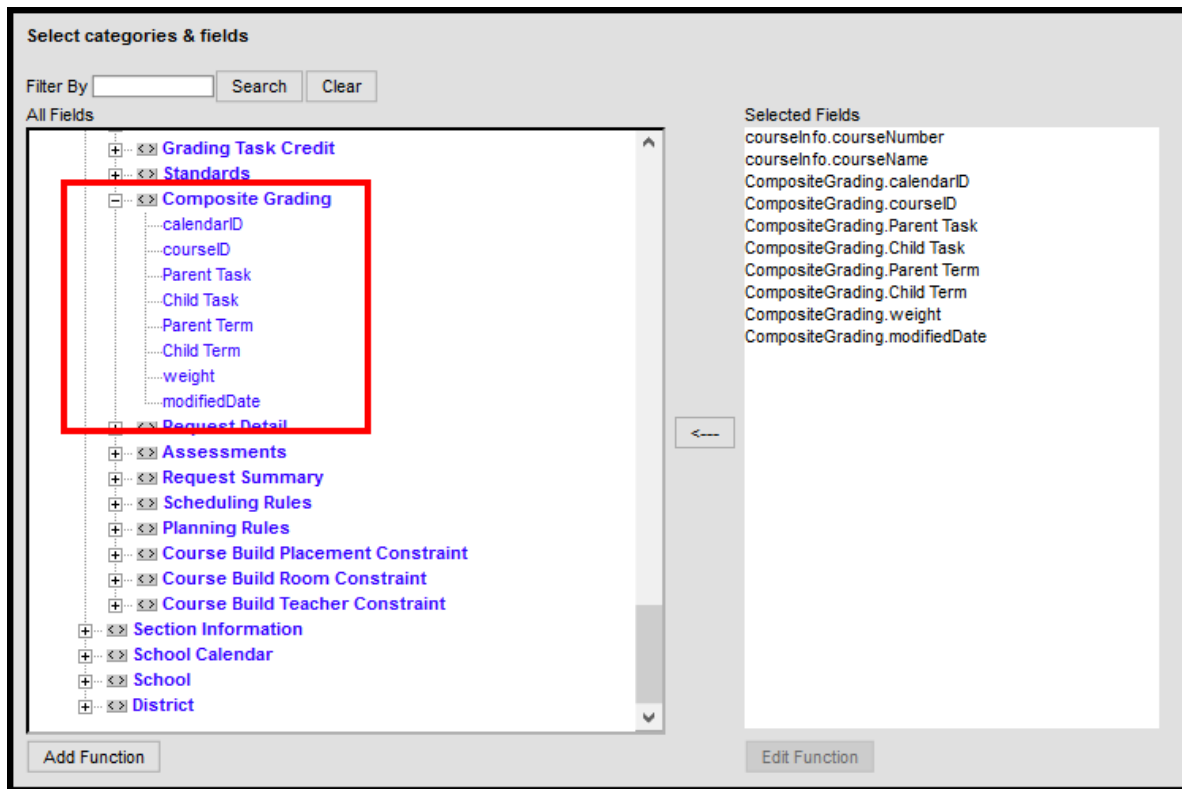 Select categories & fields
Filter By
Search
Clear
All Fields
Grading Task Credit
Standards
Composite Grading
calendarID
courseID
Parent Task
Child Task
Parent Term
Child Term
weight
modifiedDate
Request Detail
Assessments
Request Summary
Scheduling Rules
Planning Rules
Course Build Placement Constraint
Course Build Room Constraint
Course Build Teacher Constraint
Section Information
School Calendar
School
District
Add Function
<---
Selected Fields
courseInfo.courseNumber
courseInfo.courseName
CompositeGrading.calendarID
CompositeGrading.courseID
CompositeGrading.Parent Task
CompositeGrading.Child Task
CompositeGrading.Parent Term
CompositeGrading.Child Term
CompositeGrading.weight
CompositeGrading.modifiedDate
Edit Function